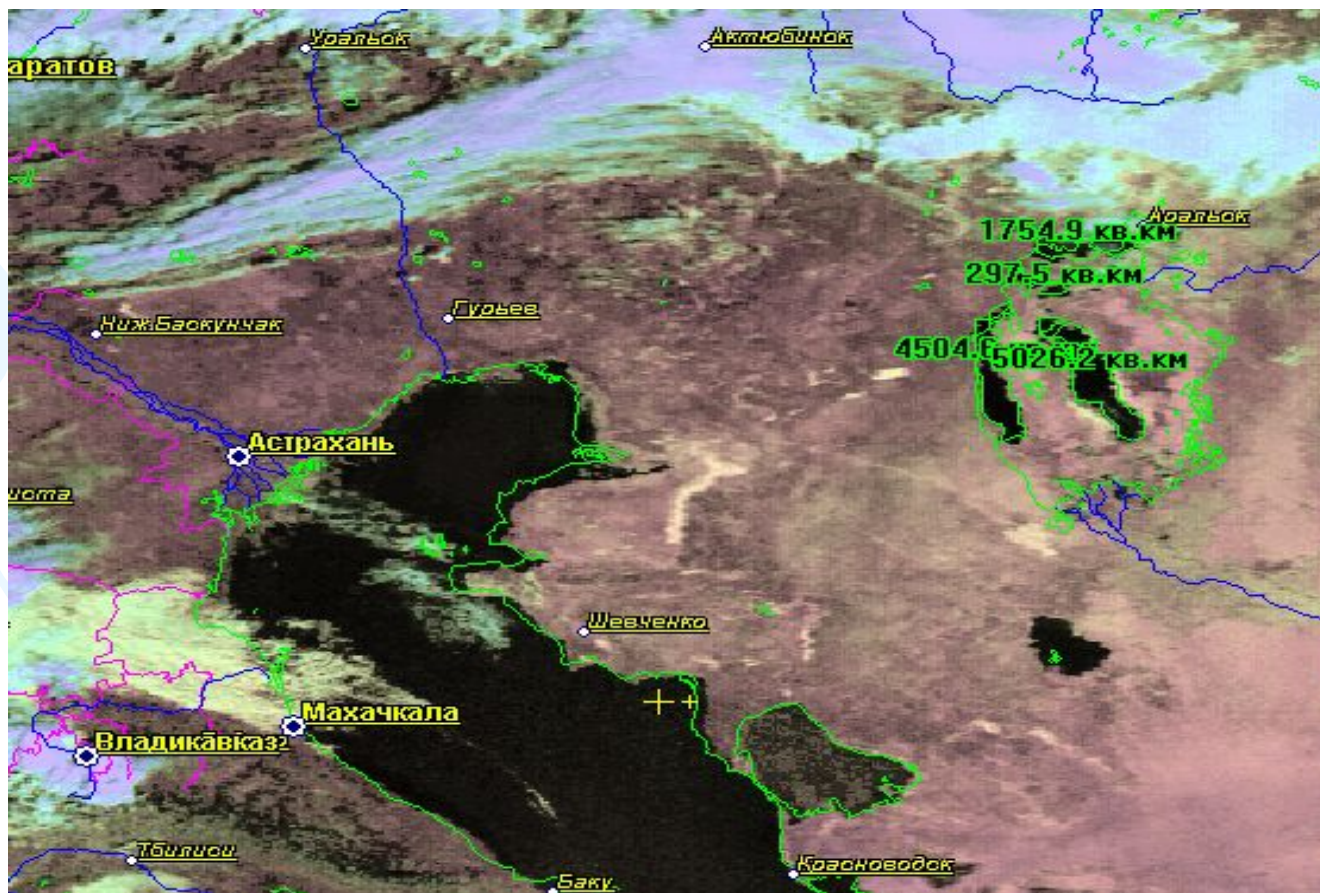 Уральск
Актюбинск
аратов
Аральск
1754.9 кв.км
297.5 кв.км
Гурьев
Ниж.Баскунчак
5026.2 кв.км
Астрахань
Шевченко
Махачкала
Владикавказ
Тбилиси
Красноводск
Баку